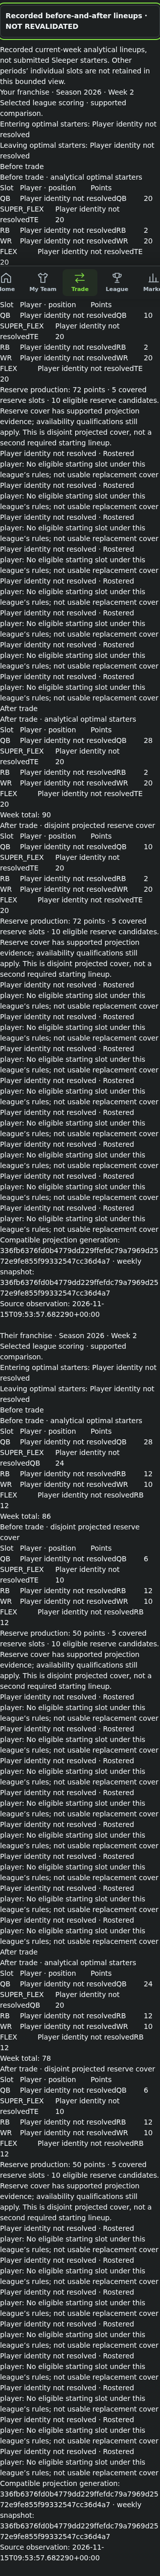 Recorded before-and-after lineups ·
NOT REVALIDATED
Recorded current-week analytical lineups,
not submitted Sleeper starters. Other
periods’ individual slots are not retained in
this bounded view.
Your franchise · Season 2026 · Week 2
Selected league scoring · supported
comparison.
Entering optimal starters: Player identity not
resolved
Leaving optimal starters: Player identity not
resolved
Before trade
Before trade · analytical optimal starters
Slot Player · position Points
QB Player identity not resolvedQB 20
SUPER_FLEX Player identity not
resolvedTE 20
RB Player identity not resolvedRB 2
WR Player identity not resolvedWR 20
FLEX Player identity not resolvedTE
20
ome My Team Trade League Mark
Slot Player · position Points
QB Player identity not resolvedQB 10
SUPER_FLEX Player identity not
resolvedTE 20
RB Player identity not resolvedRB 2
WR Player identity not resolvedWR 20
FLEX Player identity not resolvedTE
20
Reserve production: 72 points · 5 covered
reserve slots · 10 eligible reserve candidates.
Reserve cover has supported projection
evidence; availability qualifications still
apply. This is disjoint projected cover, not a
second required starting lineup.
Player identity not resolved · Rostered
player: No eligible starting slot under this
league’s rules; not usable replacement cover
Player identity not resolved · Rostered
player: No eligible starting slot under this
league’s rules; not usable replacement cover
Player identity not resolved · Rostered
player: No eligible starting slot under this
league’s rules; not usable replacement cover
Player identity not resolved · Rostered
player: No eligible starting slot under this
league’s rules; not usable replacement cover
Player identity not resolved · Rostered
player: No eligible starting slot under this
league’s rules; not usable replacement cover
Player identity not resolved · Rostered
player: No eligible starting slot under this
league’s rules; not usable replacement cover
Player identity not resolved · Rostered
player: No eligible starting slot under this
league’s rules; not usable replacement cover
Player identity not resolved · Rostered
player: No eligible starting slot under this
league’s rules; not usable replacement cover
After trade
After trade · analytical optimal starters
Slot Player · position Points
QB Player identity not resolvedQB 28
SUPER_FLEX Player identity not
resolvedTE 20
RB Player identity not resolvedRB 2
WR Player identity not resolvedWR 20
FLEX Player identity not resolvedTE
20
Week total: 90
After trade · disjoint projected reserve cover
Slot Player · position Points
QB Player identity not resolvedQB 10
SUPER_FLEX Player identity not
resolvedTE 20
RB Player identity not resolvedRB 2
WR Player identity not resolvedWR 20
FLEX Player identity not resolvedTE
20
Reserve production: 72 points · 5 covered
reserve slots · 10 eligible reserve candidates.
Reserve cover has supported projection
evidence; availability qualifications still
apply. This is disjoint projected cover, not a
second required starting lineup.
Player identity not resolved · Rostered
player: No eligible starting slot under this
league’s rules; not usable replacement cover
Player identity not resolved · Rostered
player: No eligible starting slot under this
league’s rules; not usable replacement cover
Player identity not resolved · Rostered
player: No eligible starting slot under this
league’s rules; not usable replacement cover
Player identity not resolved · Rostered
player: No eligible starting slot under this
league’s rules; not usable replacement cover
Player identity not resolved · Rostered
player: No eligible starting slot under this
league’s rules; not usable replacement cover
Player identity not resolved · Rostered
player: No eligible starting slot under this
league’s rules; not usable replacement cover
Player identity not resolved · Rostered
player: No eligible starting slot under this
league’s rules; not usable replacement cover
Player identity not resolved · Rostered
player: No eligible starting slot under this
league’s rules; not usable replacement cover
Compatible projection generation:
336fb6376fd0b4779dd229ffefdc79a7969d25
72e9fe855f99332547cc36d4a7 · weekly
snapshot:
336fb6376fd0b4779dd229ffefdc79a7969d25
72e9fe855f99332547cc36d4a7
Source observation: 2026-11-
15T09:53:57.682290+00:00
Their franchise · Season 2026 · Week 2
Selected league scoring · supported
comparison.
Entering optimal starters: Player identity not
resolved
Leaving optimal starters: Player identity not
resolved
Before trade
Before trade · analytical optimal starters
Slot Player · position Points
QB Player identity not resolvedQB 28
SUPER_FLEX Player identity not
resolvedQB 24
RB Player identity not resolvedRB 12
WR Player identity not resolvedWR 10
FLEX Player identity not resolvedRB
12
Week total: 86
Before trade · disjoint projected reserve
cover
Slot Player · position Points
QB Player identity not resolvedQB 6
SUPER_FLEX Player identity not
resolvedTE 10
RB Player identity not resolvedRB 12
WR Player identity not resolvedWR 10
FLEX Player identity not resolvedRB
12
Reserve production: 50 points · 5 covered
reserve slots · 10 eligible reserve candidates.
Reserve cover has supported projection
evidence; availability qualifications still
apply. This is disjoint projected cover, not a
second required starting lineup.
Player identity not resolved · Rostered
player: No eligible starting slot under this
league’s rules; not usable replacement cover
Player identity not resolved · Rostered
player: No eligible starting slot under this
league’s rules; not usable replacement cover
Player identity not resolved · Rostered
player: No eligible starting slot under this
league’s rules; not usable replacement cover
Player identity not resolved · Rostered
player: No eligible starting slot under this
league’s rules; not usable replacement cover
Player identity not resolved · Rostered
player: No eligible starting slot under this
league’s rules; not usable replacement cover
Player identity not resolved · Rostered
player: No eligible starting slot under this
league’s rules; not usable replacement cover
Player identity not resolved · Rostered
player: No eligible starting slot under this
league’s rules; not usable replacement cover
Player identity not resolved · Rostered
player: No eligible starting slot under this
league’s rules; not usable replacement cover
After trade
After trade · analytical optimal starters
Slot Player · position Points
QB Player identity not resolvedQB 24
SUPER_FLEX Player identity not
resolvedQB 20
RB Player identity not resolvedRB 12
WR Player identity not resolvedWR 10
FLEX Player identity not resolvedRB
12
Week total: 78
After trade · disjoint projected reserve cover
Slot Player · position Points
QB Player identity not resolvedQB 6
SUPER_FLEX Player identity not
resolvedTE 10
RB Player identity not resolvedRB 12
WR Player identity not resolvedWR 10
FLEX Player identity not resolvedRB
12
Reserve production: 50 points · 5 covered
reserve slots · 10 eligible reserve candidates.
Reserve cover has supported projection
evidence; availability qualifications still
apply. This is disjoint projected cover, not a
second required starting lineup.
Player identity not resolved · Rostered
player: No eligible starting slot under this
league’s rules; not usable replacement cover
Player identity not resolved · Rostered
player: No eligible starting slot under this
league’s rules; not usable replacement cover
Player identity not resolved · Rostered
player: No eligible starting slot under this
league’s rules; not usable replacement cover
Player identity not resolved · Rostered
player: No eligible starting slot under this
league’s rules; not usable replacement cover
Player identity not resolved · Rostered
player: No eligible starting slot under this
league’s rules; not usable replacement cover
Player identity not resolved · Rostered
player: No eligible starting slot under this
league’s rules; not usable replacement cover
Player identity not resolved · Rostered
player: No eligible starting slot under this
league’s rules; not usable replacement cover
Player identity not resolved · Rostered
player: No eligible starting slot under this
league’s rules; not usable replacement cover
Compatible projection generation:
336fb6376fd0b4779dd229ffefdc79a7969d25
72e9fe855f99332547cc36d4a7 · weekly
snapshot:
336fb6376fd0b4779dd229ffefdc79a7969d25
72e9fe855f99332547cc36d4a7
Source observation: 2026-11-
15T09:53:57.682290+00:00